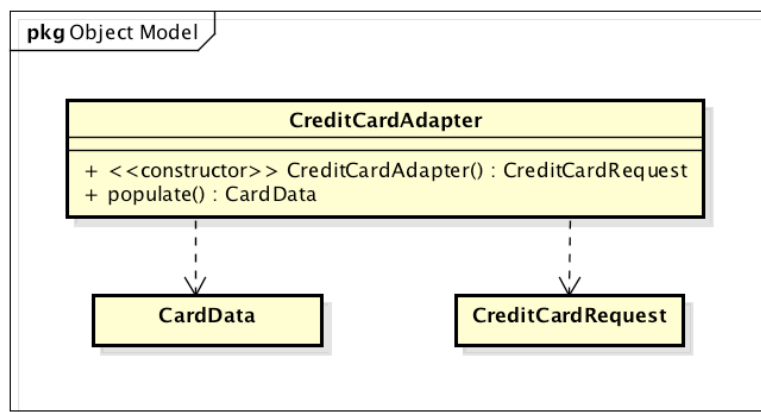 pkg Object Model
CreditCardAdapter
+ <<constructor>> CreditCardAdapter() : CreditCardRequest
+ populate() : CardData
CardData
CreditCardRequest